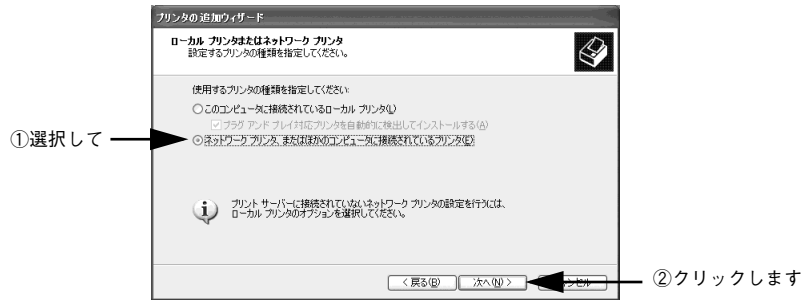 プリンタの追加ウィザード
ローカル プリンタまたはネットワーク プリンタ
設定するプリンタの種類を指定してください。
使用するプリンタの種類を指定してください:
このコンピュータに接続されているローカル プリンタ(L)
プラグ アンド プレイ対応プリンタを自動的に検出してインストールする(A)
①選択して
ネットワーク プリンタ、またはほかのコンピュータに接続されているプリンタ(E)
プリント サーバーに接続されていないネットワーク プリンタの設定を行うには、
ローカル プリンタのオプションを選択してください。
< 戻る(B)
次へ(N) >
②クリックします